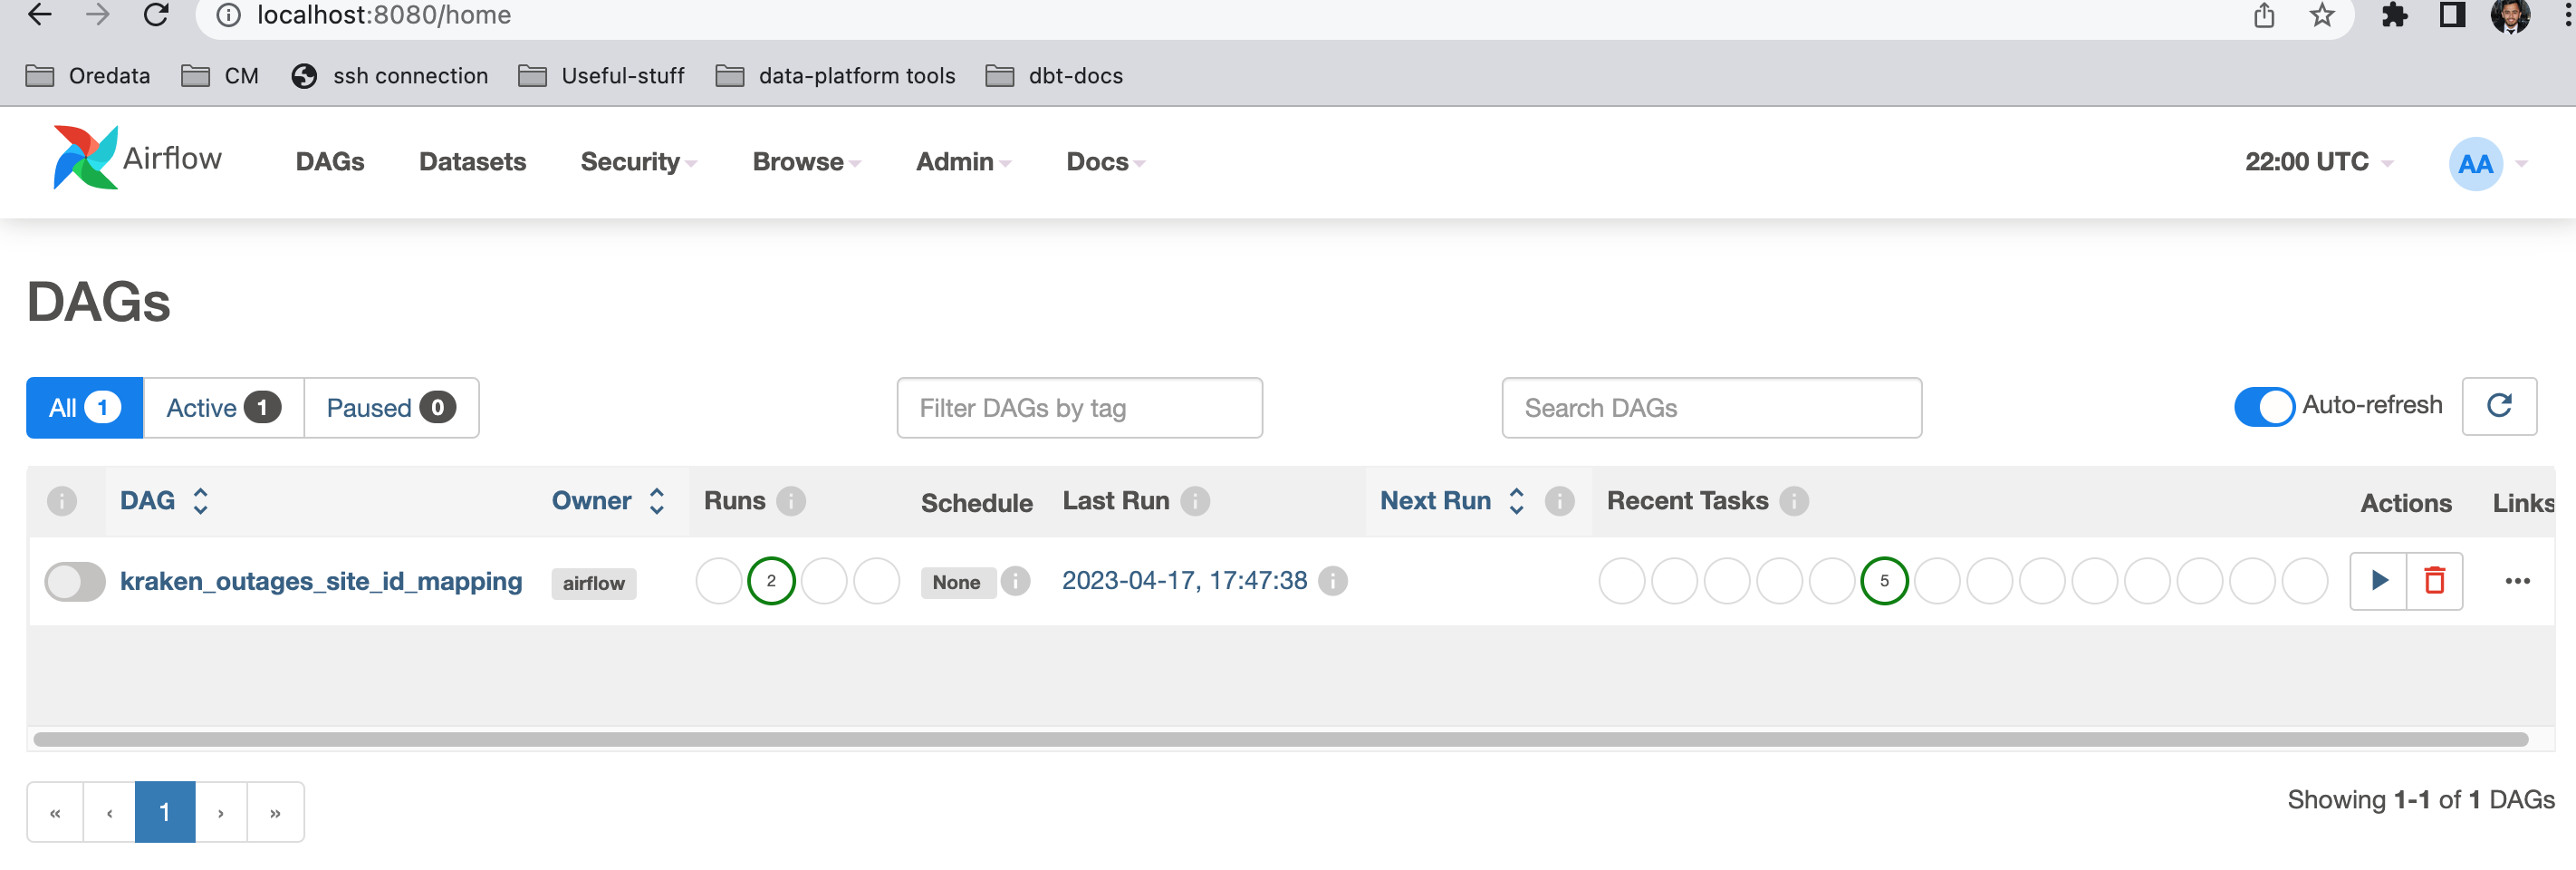 localhost:8080/home
Oredata CM ssh connection Useful-stuff data-platform tools dbt-docs
Airflow DAGs Datasets Security Browse Admin Docs 22:00 UTC AA
DAGs
All 1 Active 1 Paused 0 Filter DAGs by tag Search DAGs Auto-refresh
DAG Owner Runs Schedule Last Run Next Run Recent Tasks Actions Links
kraken_outages_site_id_mapping airflow 2 None 2023-04-17, 17:47:38 5
« ‹ 1 › » Showing 1-1 of 1 DAGs